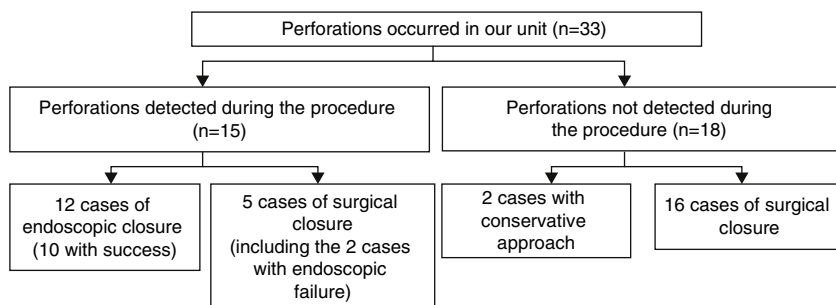 Perforations occurred in our unit (n=33)
Perforations detected during the procedure
(n=15)
Perforations not detected during
the procedure (n=18)
12 cases of
endoscopic closure
(10 with success)
5 cases of surgical
closure
(including the 2 cases
with endoscopic
failure)
2 cases with
conservative
approach
16 cases of surgical
closure